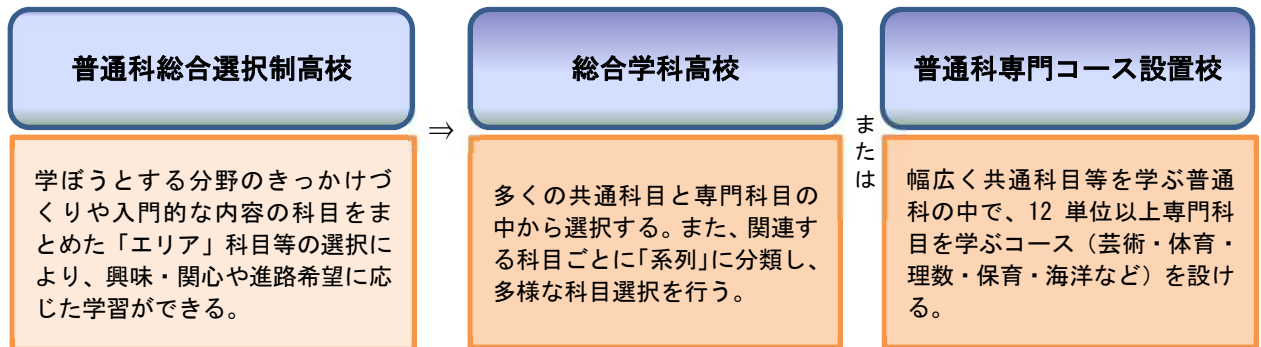 普通科総合選択制高校
学ぼうとする分野のきっかけづ
くりや入門的な内容の科目をま
とめた「エリア」科目等の選択に
より、興味・関心や進路希望に応
じた学習ができる。
⇒
総合学科高校
多くの共通科目と専門科目の
中から選択する。また、関連す
る科目ごとに「系列」に分類し、
多様な科目選択を行う。
または
普通科専門コース設置校
幅広く共通科目等を学ぶ普通
科の中で、12 単位以上専門科
目を学ぶコース（芸術・体育・
理数・保育・海洋など）を設け
る。